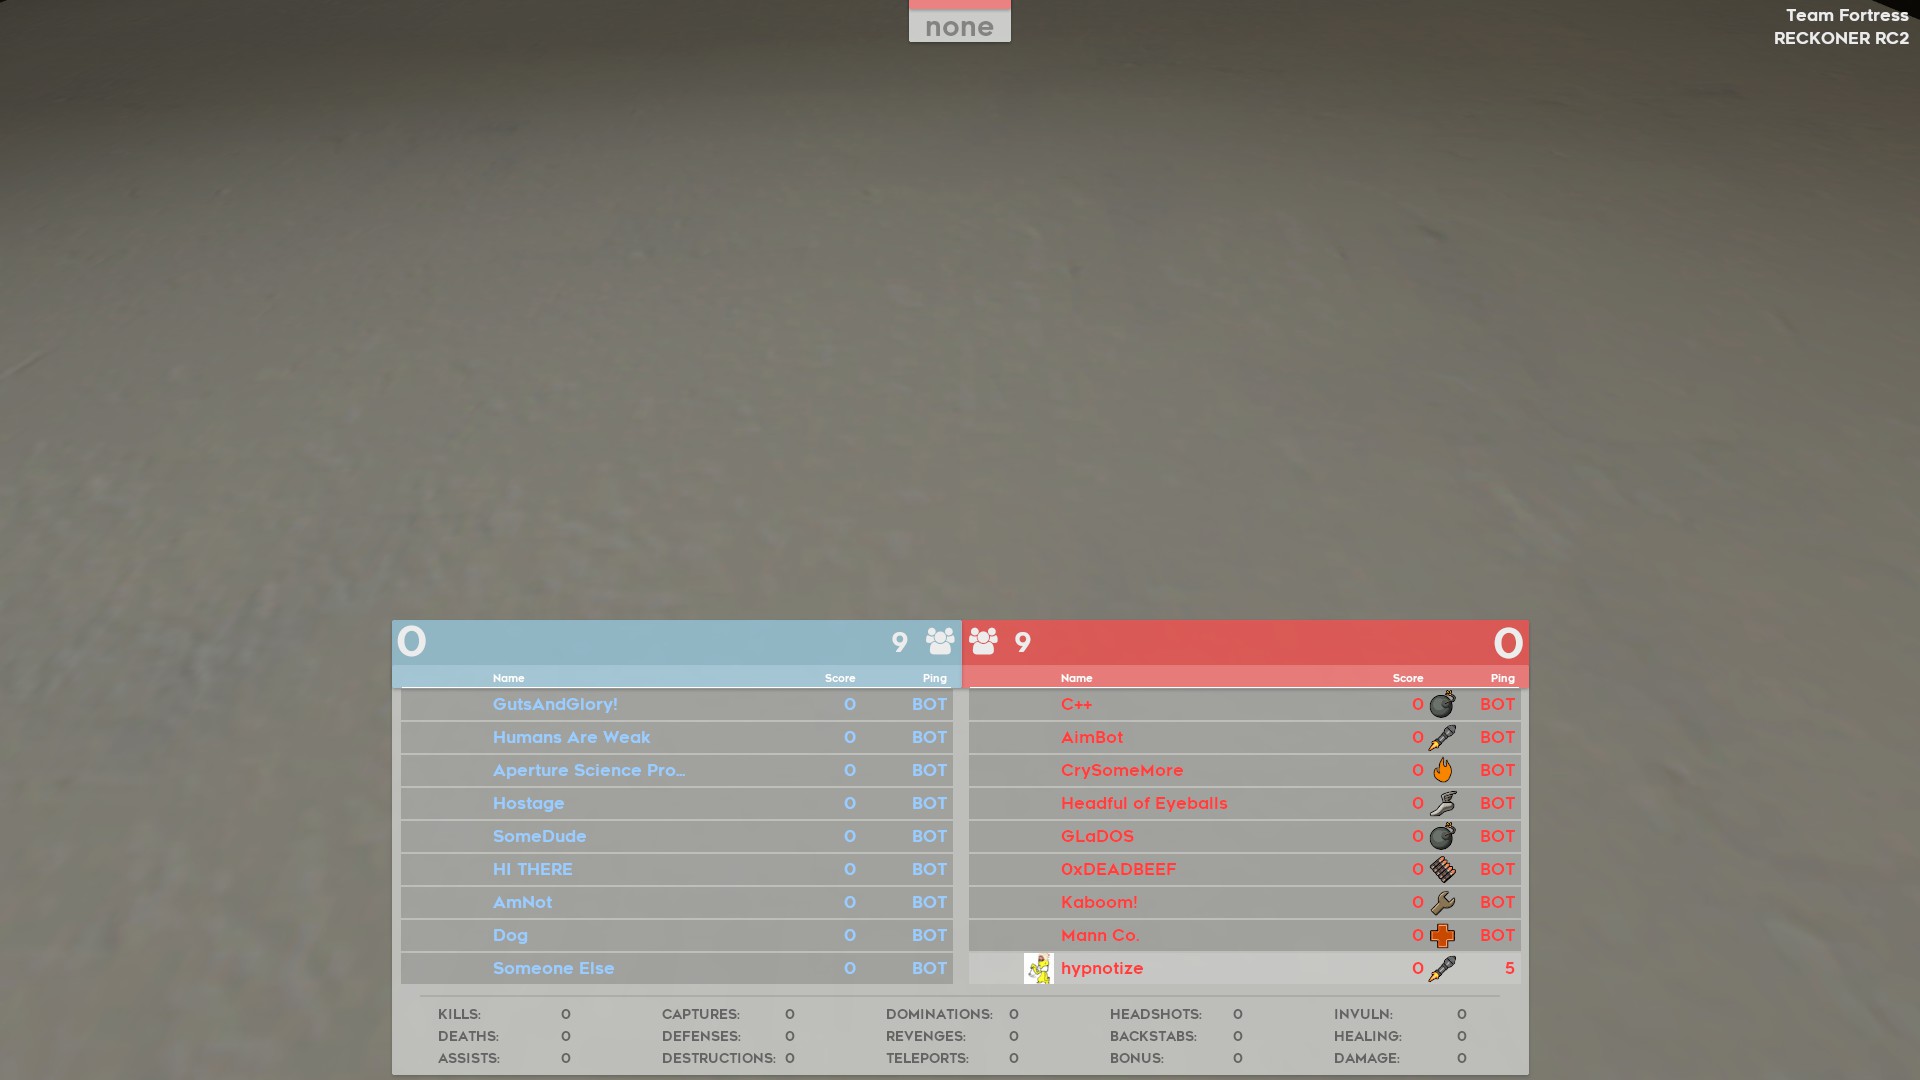 none
Team Fortress
RECKONER RC2
0 9
9 0
Name Score Ping
GutsAndGlory! 0 BOT
Humans Are Weak 0 BOT
Aperture Science Pro... 0 BOT
Hostage 0 BOT
SomeDude 0 BOT
HI THERE 0 BOT
AmNot 0 BOT
Dog 0 BOT
Someone Else 0 BOT
Name Score Ping
C++ 0 BOT
AimBot 0 BOT
CrySomeMore 0 BOT
Headful of Eyeballs 0 BOT
GLaDOS 0 BOT
0xDEADBEEF 0 BOT
Kaboom! 0 BOT
Mann Co. 0 BOT
hypnotize 0 5
KILLS: 0 CAPTURES: 0 DOMINATIONS: 0 HEADSHOTS: 0 INVULN: 0
DEATHS: 0 DEFENSES: 0 REVENGES: 0 BACKSTABS: 0 HEALING: 0
ASSISTS: 0 DESTRUCTIONS: 0 TELEPORTS: 0 BONUS: 0 DAMAGE: 0